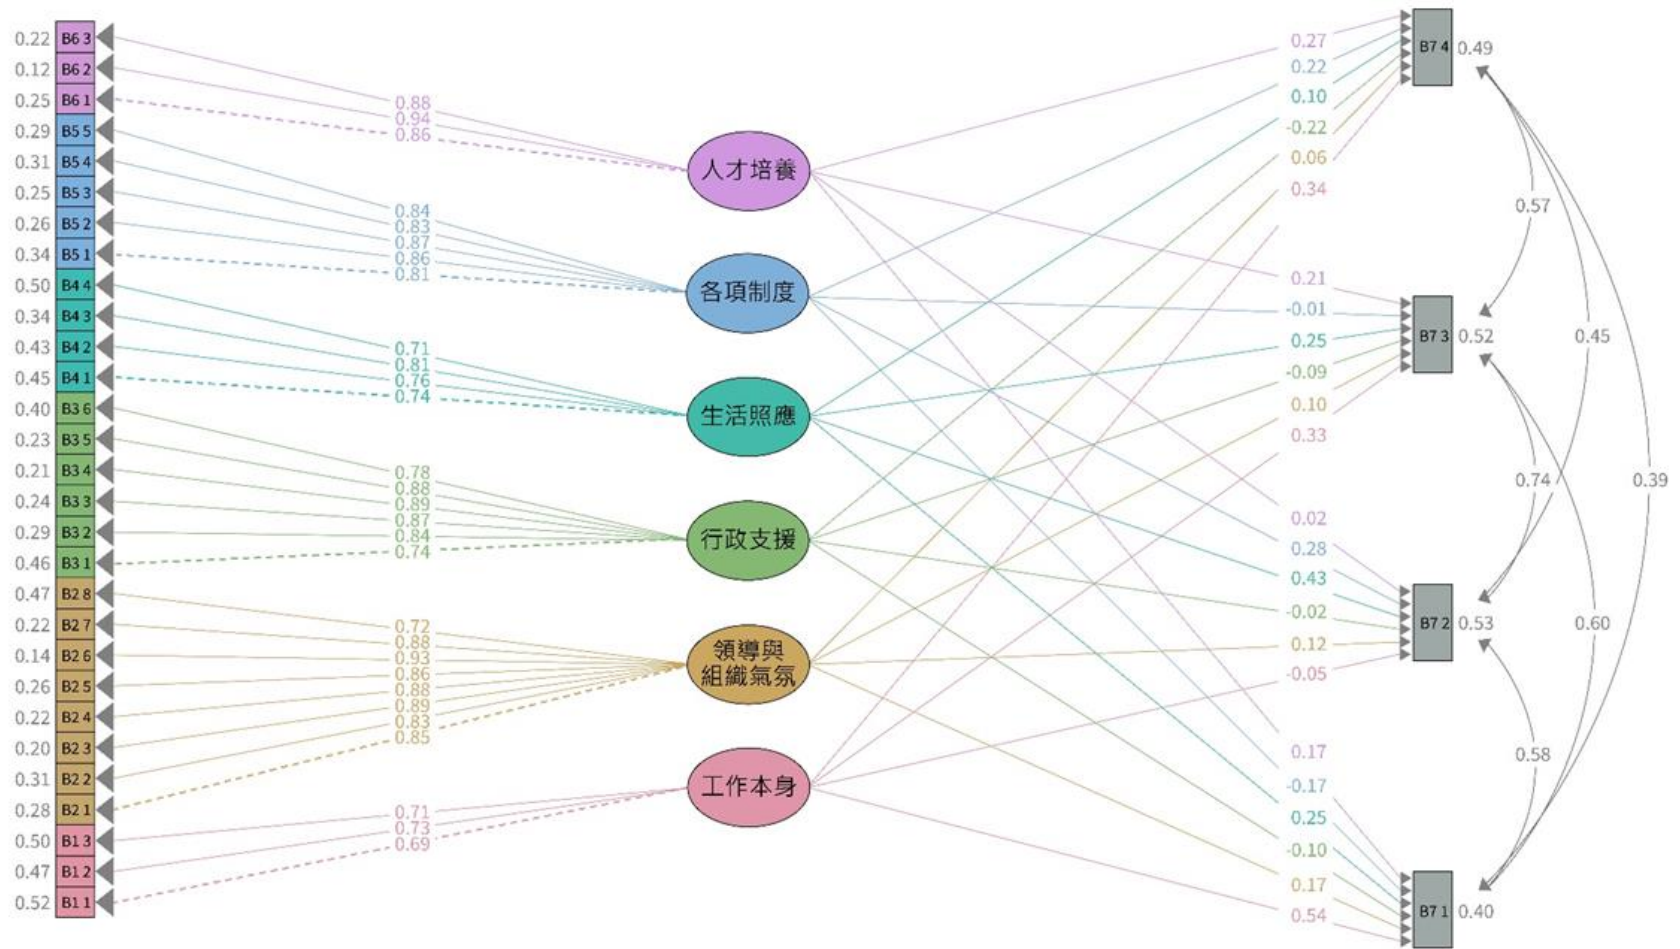 0.22 B6 3
0.12 B6 2
0.25 B6 1
0.29 B5 5
0.31 B5 4
0.25 B5 3
0.26 B5 2
0.34 B5 1
0.50 B4 4
0.34 B4 3
0.43 B4 2
0.45 B4 1
0.40 B3 6
0.23 B3 5
0.21 B3 4
0.24 B3 3
0.29 B3 2
0.46 B3 1
0.47 B2 8
0.22 B2 7
0.14 B2 6
0.26 B2 5
0.22 B2 4
0.20 B2 3
0.31 B2 2
0.28 B2 1
0.50 B1 3
0.47 B1 2
0.52 B1 1
0.88
0.94
0.86
0.84
0.83
0.87
0.86
0.81
0.71
0.81
0.76
0.74
0.78
0.88
0.89
0.87
0.84
0.74
0.72
0.88
0.93
0.86
0.88
0.89
0.83
0.85
0.71
0.73
0.69
人才培養
各項制度
生活照應
行政支援
領導與
組織氣氛
工作本身
0.27
0.22
0.10
-0.22
0.06
0.34
0.21
-0.01
0.25
-0.09
0.10
0.33
0.02
0.28
0.43
-0.02
0.12
-0.05
0.17
-0.17
0.25
-0.10
0.17
0.54
B7 4 0.49
B7 3 0.52
B7 2 0.53
B7 1 0.40
0.57
0.45
0.74
0.39
0.60
0.58